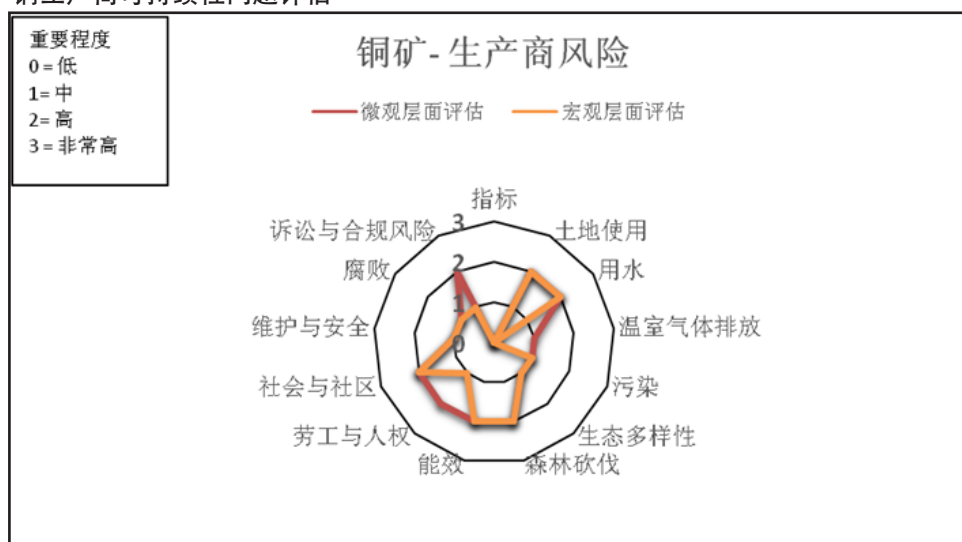 重要程度
0 = 低
1= 中
2= 高
3 = 非常高
铜矿- 生产商风险
微观层面评估
宏观层面评估
指标
土地使用
用水
温室气体排放
污染
生态多样性
森林砍伐
能效
劳工与人权
社会与社区
维护与安全
腐败
诉讼与合规风险
3
2
1
0